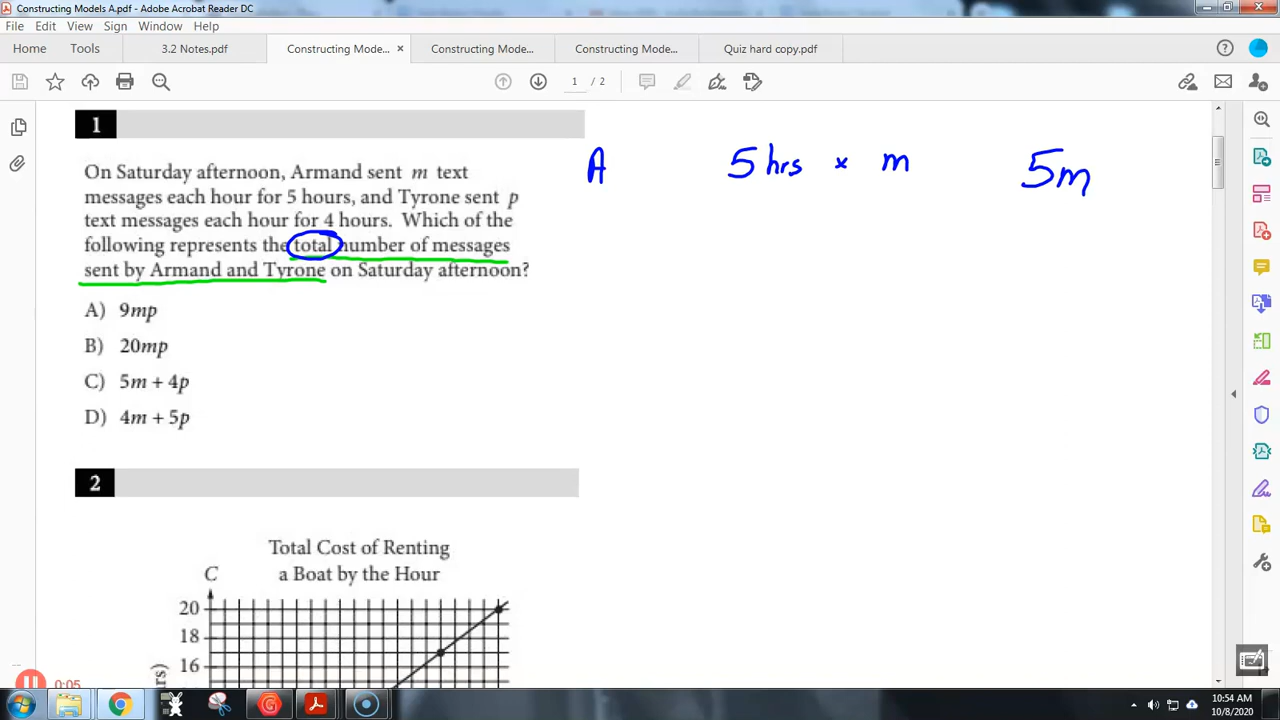 Constructing Models A.pdf - Adobe Acrobat Reader DC
File Edit View Sign Window Help
Home Tools 3.2 Notes.pdf Constructing Mode... × Constructing Mode... Constructing Mode... Quiz hard copy.pdf
1 / 2
1
A 5 hrs × m 5m
On Saturday afternoon, Armand sent m text
messages each hour for 5 hours, and Tyrone sent p
text messages each hour for 4 hours. Which of the
following represents the total number of messages
sent by Armand and Tyrone on Saturday afternoon?
A) 9mp
B) 20mp
C) 5m + 4p
D) 4m + 5p
2
Total Cost of Renting
a Boat by the Hour
C
20
18
16
rs)
0:05
10:54 AM
10/8/2020